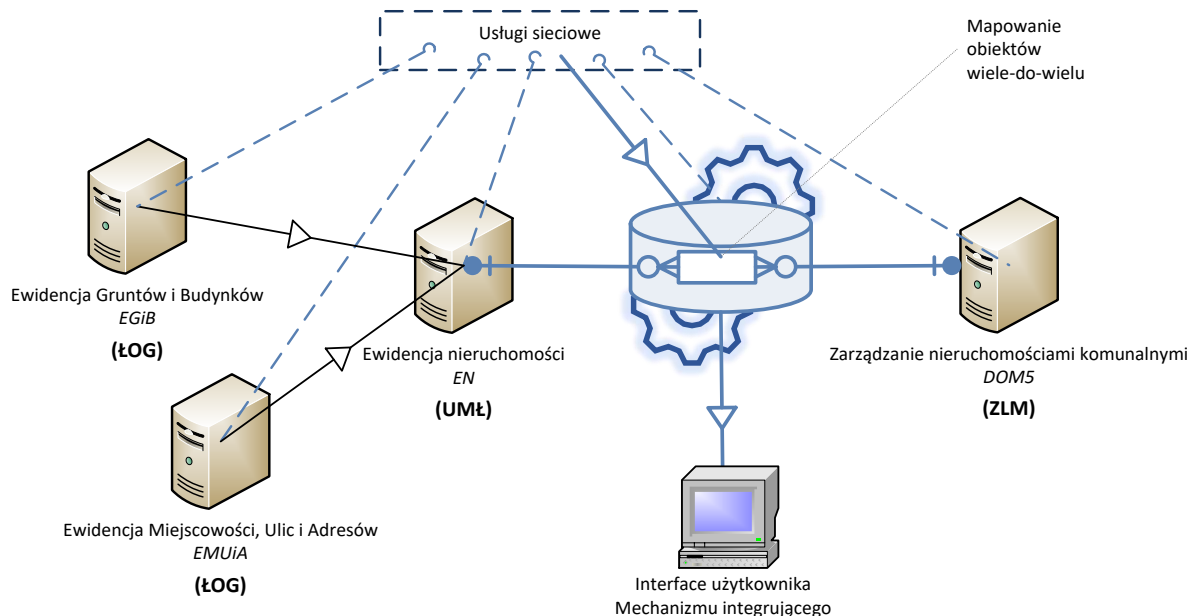 Usługi sieciowe
Mapowanie
obiektów
wiele-do-wielu
Ewidencja Gruntów i Budynków
EGiB
(ŁOG)
Ewidencja nieruchomości
EN
(UMŁ)
Zarządzanie nieruchomościami komunalnymi
DOM5
(ZLM)
Ewidencja Miejscowości, Ulic i Adresów
EMUiA
(ŁOG)
Interface użytkownika
Mechanizmu integrującego